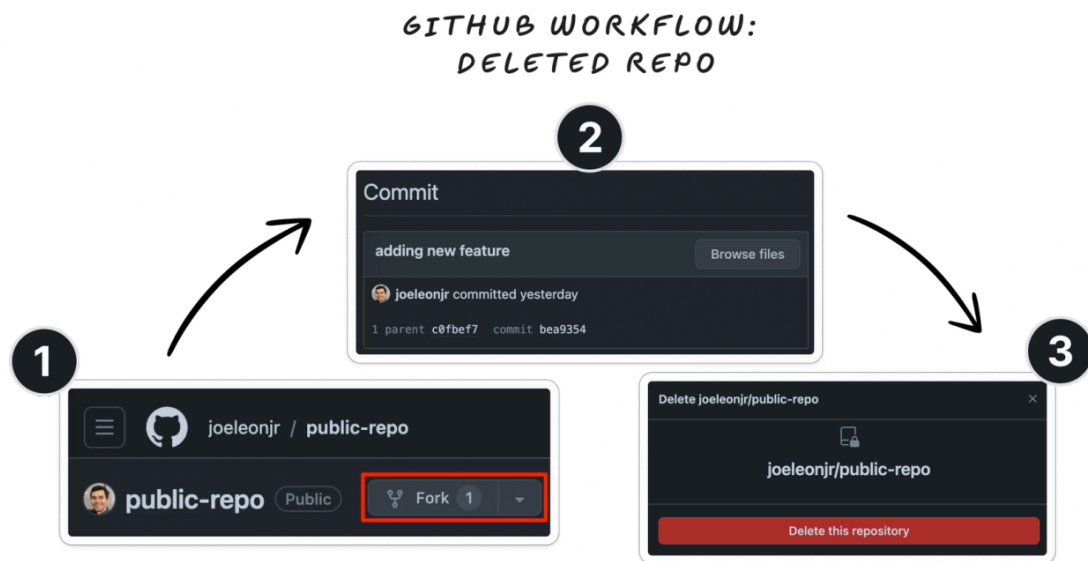 GITHUB WORKFLOW:
DELETED REPO
1
joeleonjr / public-repo
public-repo Public Fork 1
2
Commit
adding new feature Browse files
joeleonjr committed yesterday
1 parent c0fbef7 commit bea9354
3
Delete joeleonjr/public-repo ×
joeleonjr/public-repo
Delete this repository